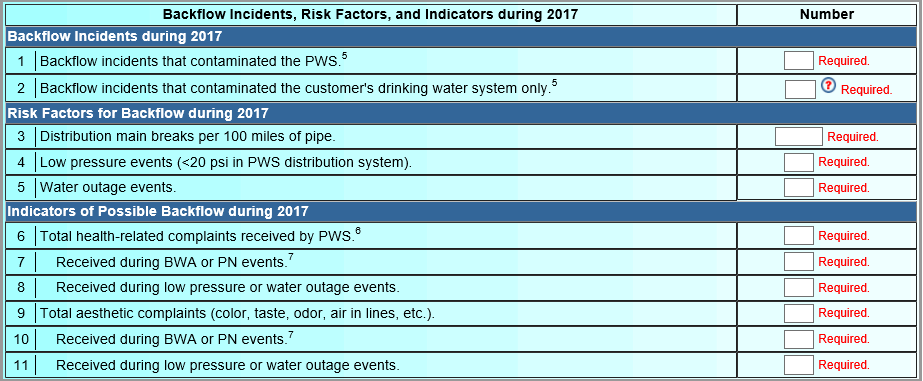 Backflow Incidents, Risk Factors, and Indicators during 2017 Number
Backflow Incidents during 2017
1 Backflow incidents that contaminated the PWS.5 Required.
2 Backflow incidents that contaminated the customer's drinking water system only.5 ? Required.
Risk Factors for Backflow during 2017
3 Distribution main breaks per 100 miles of pipe. Required.
4 Low pressure events (<20 psi in PWS distribution system). Required.
5 Water outage events. Required.
Indicators of Possible Backflow during 2017
6 Total health-related complaints received by PWS.6 Required.
7 Received during BWA or PN events.7 Required.
8 Received during low pressure or water outage events. Required.
9 Total aesthetic complaints (color, taste, odor, air in lines, etc.). Required.
10 Received during BWA or PN events.7 Required.
11 Received during low pressure or water outage events. Required.